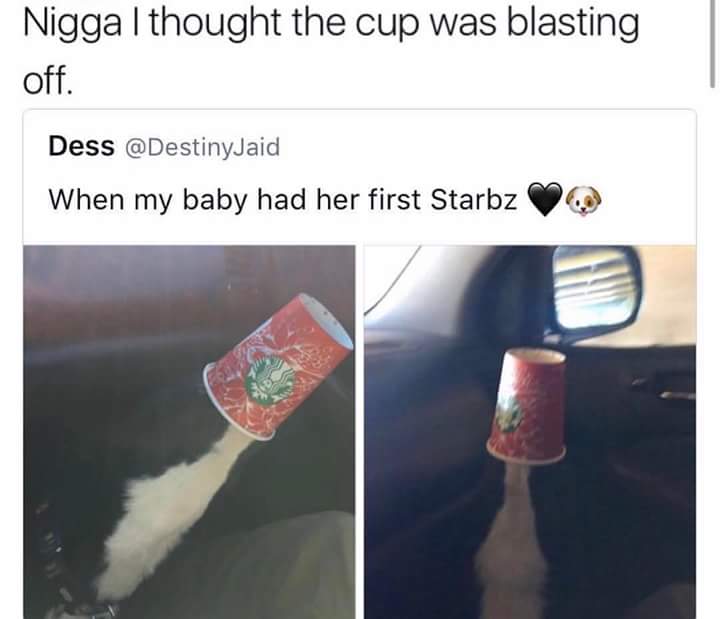 Nigga I thought the cup was blasting
off.
Dess @DestinyJaid
When my baby had her first Starbz 🖤🐶